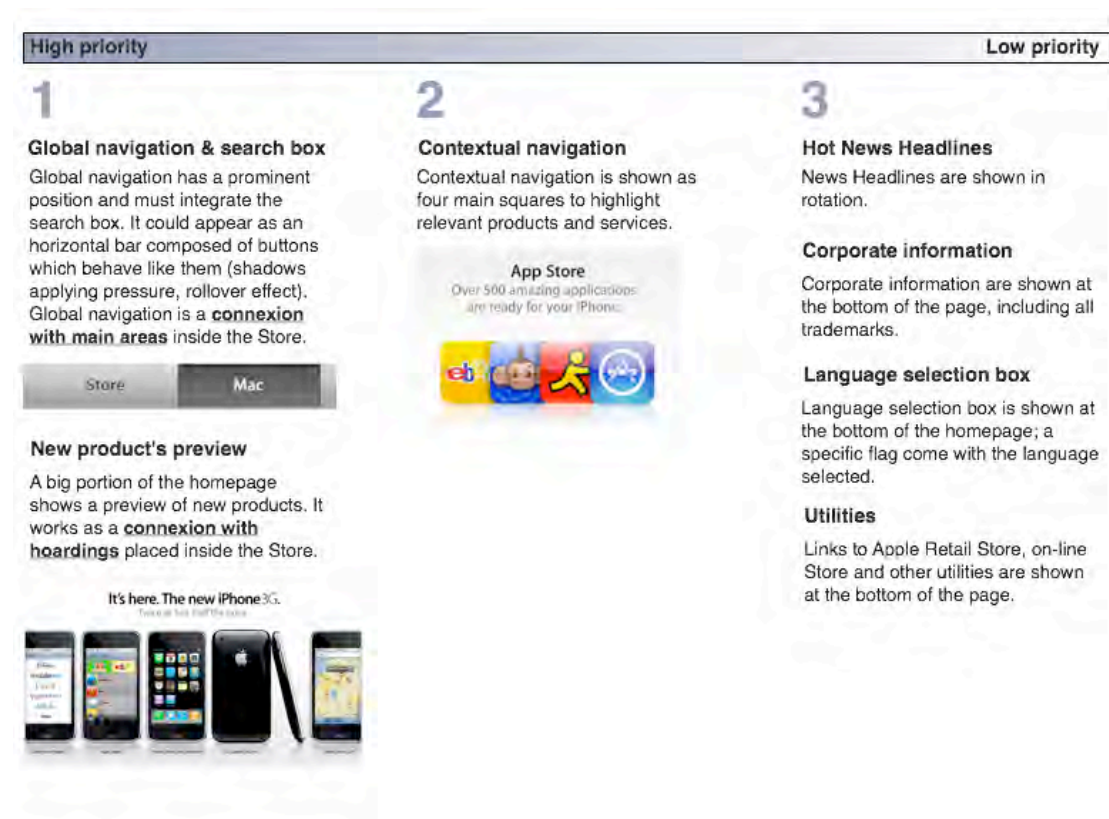 High priority
Low priority
1
Global navigation & search box
Global navigation has a prominent
position and must integrate the
search box. It could appear as an
horizontal bar composed of buttons
which behave like them (shadows
applying pressure, rollover effect).
Global navigation is a connexion
with main areas inside the Store.
Store
Mac
New product's preview
A big portion of the homepage
shows a preview of new products. It
works as a connexion with
hoardings placed inside the Store.
It's here. The new iPhone 3G.
2
Contextual navigation
Contextual navigation is shown as
four main squares to highlight
relevant products and services.
App Store
Over 500 amazing applications
are ready for your iPhone.
eb
3
Hot News Headlines
News Headlines are shown in
rotation.
Corporate information
Corporate information are shown at
the bottom of the page, including all
trademarks.
Language selection box
Language selection box is shown at
the bottom of the homepage; a
specific flag come with the language
selected.
Utilities
Links to Apple Retail Store, on-line
Store and other utilities are shown
at the bottom of the page.